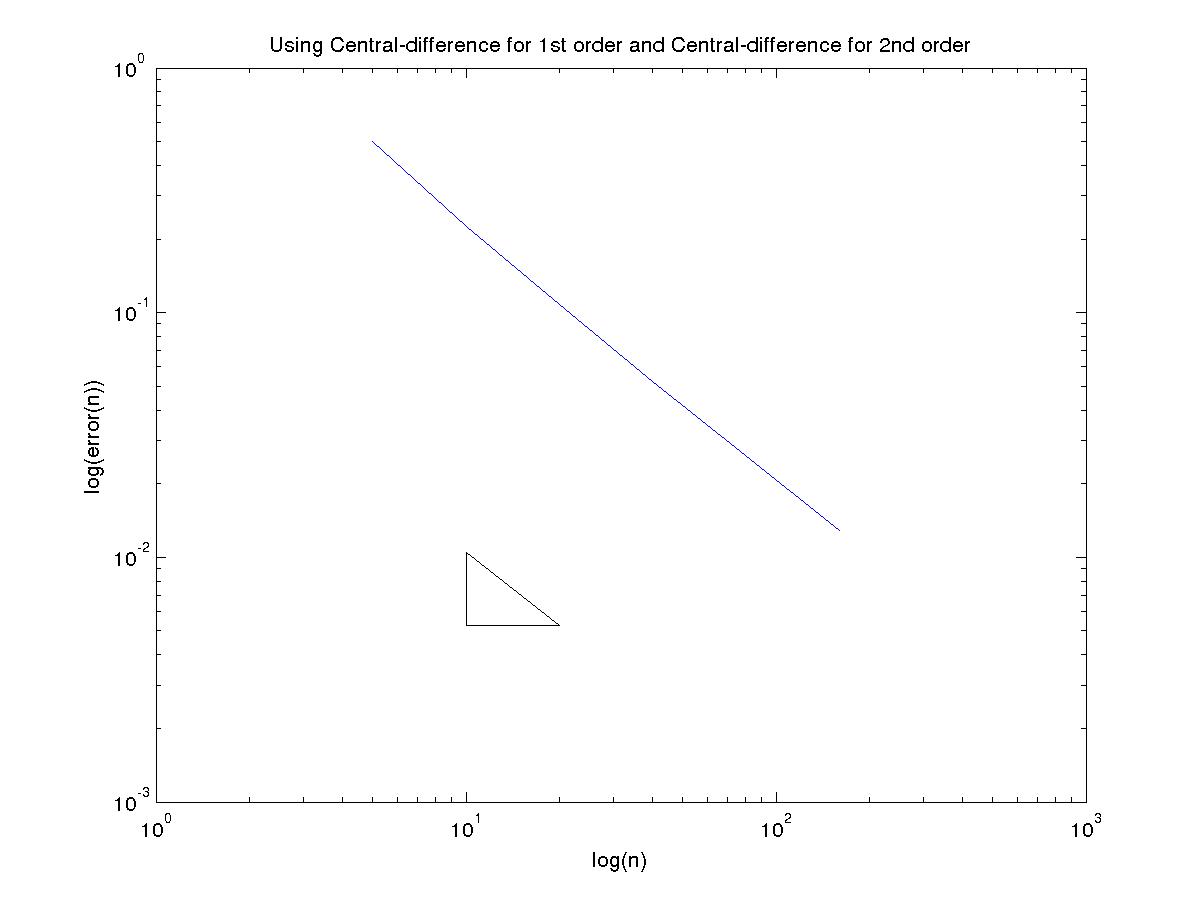 Using Central-difference for 1st order and Central-difference for 2nd order
10^0
10^-1
10^-2
10^-3
log(error(n))
10^0 10^1 10^2 10^3
log(n)